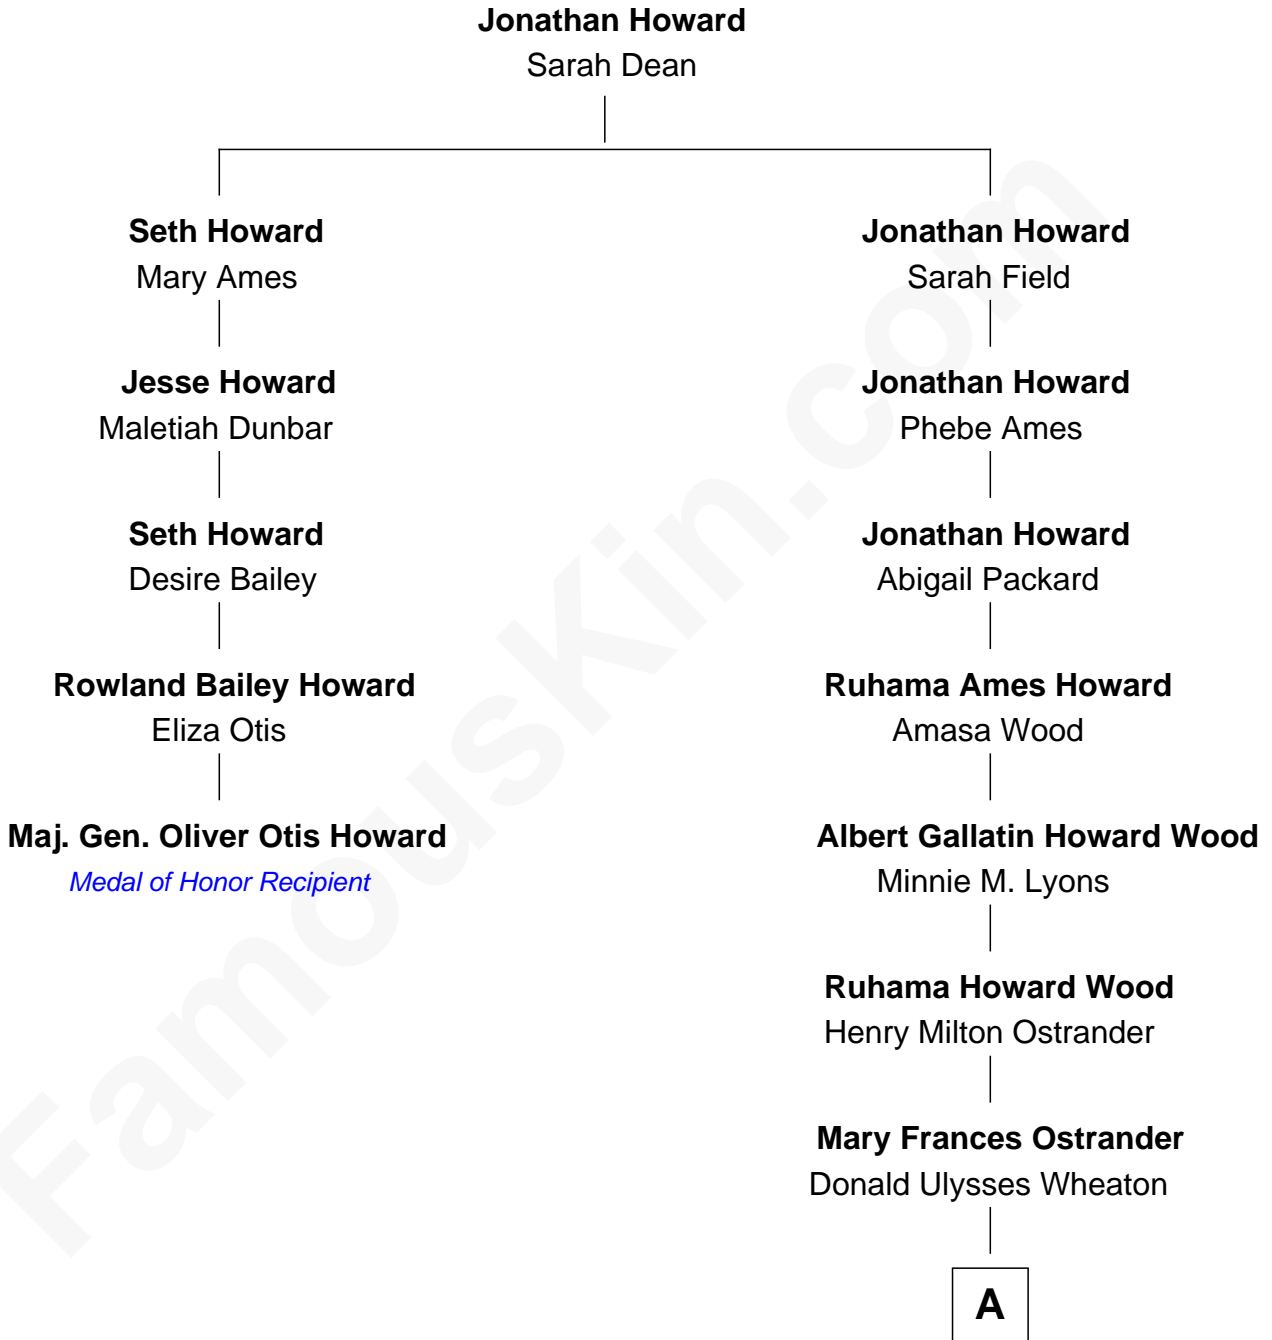 Jonathan Howard
Sarah Dean
Seth Howard
Mary Ames
Jesse Howard
Maletiah Dunbar
Seth Howard
Desire Bailey
Rowland Bailey Howard
Eliza Otis
Maj. Gen. Oliver Otis Howard
Medal of Honor Recipient
Jonathan Howard
Sarah Field
Jonathan Howard
Phebe Ames
Jonathan Howard
Abigail Packard
Ruhama Ames Howard
Amasa Wood
Albert Gallatin Howard Wood
Minnie M. Lyons
Ruhama Howard Wood
Henry Milton Ostrander
Mary Frances Ostrander
Donald Ulysses Wheaton
A
FamousKin.com